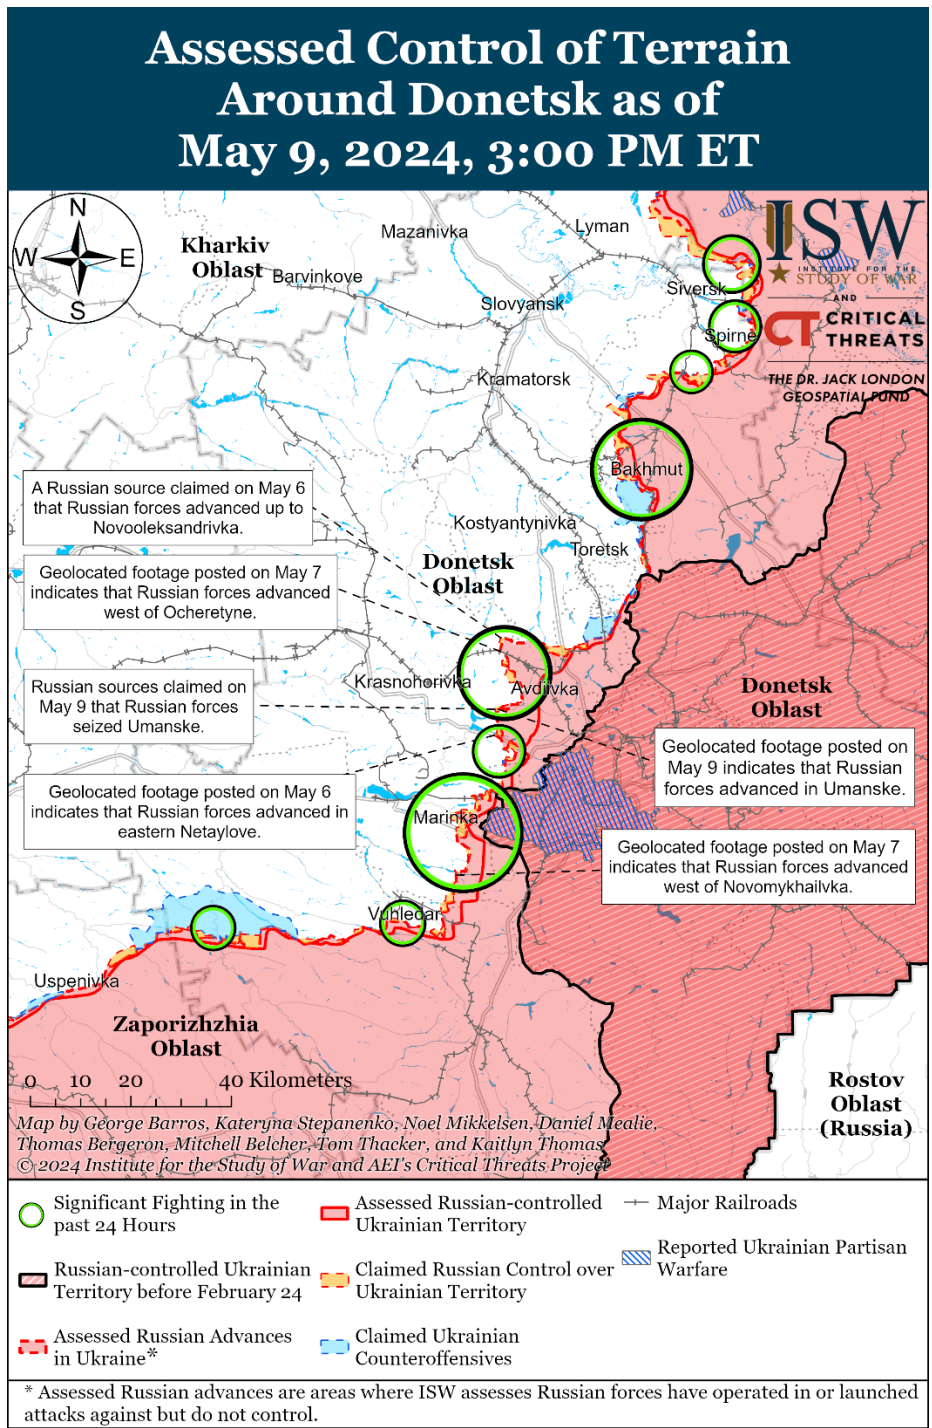 Assessed Control of Terrain
Around Donetsk as of
May 9, 2024, 3:00 PM ET
N
W
E
S
ISW
INSTITUTE FOR THE
STUDY OF WAR
AND
CT CRITICAL
THREATS
THE DR. JACK LONDON
GEOSPATIAL FUND
Kharkiv
Oblast
Mazanivka
Lyman
Barvinkove
Siversk
Slovyansk
Spirne
Kramatorsk
Bakhmut
A Russian source claimed on May 6
that Russian forces advanced up to
Novooleksandrivka.
Kostyantynivka
Toretsk
Donetsk
Oblast
Geolocated footage posted on May 7
indicates that Russian forces advanced
west of Ocheretyne.
Krasnohorivka
Avdiivka
Donetsk
Oblast
Russian sources claimed on
May 9 that Russian forces
seized Umanske.
Geolocated footage posted on
May 9 indicates that Russian
forces advanced in Umanske.
Geolocated footage posted on May 6
indicates that Russian forces advanced in
eastern Netaylove.
Marinka
Geolocated footage posted on May 7
indicates that Russian forces advanced
west of Novomykhailvka.
Vuhledar
Uspenivka
Zaporizhzhia
Oblast
Rostov
Oblast
(Russia)
0 10 20 40 Kilometers
Map by George Barros, Kateryna Stepanenko, Noel Mikkelsen, Daniel Mealie,
Thomas Bergeron, Mitchell Belcher, Tom Thacker, and Kaitlyn Thomas
© 2024 Institute for the Study of War and AEI's Critical Threats Project
Significant Fighting in the
past 24 Hours
Russian-controlled Ukrainian
Territory before February 24
Assessed Russian Advances
in Ukraine*
Assessed Russian-controlled
Ukrainian Territory
Claimed Russian Control over
Ukrainian Territory
Claimed Ukrainian
Counteroffensives
Major Railroads
Reported Ukrainian Partisan
Warfare
* Assessed Russian advances are areas where ISW assesses Russian forces have operated in or launched
attacks against but do not control.